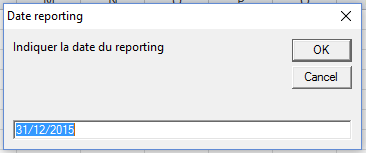 Date reporting
Indiquer la date du reporting
OK
Cancel
31/12/2015